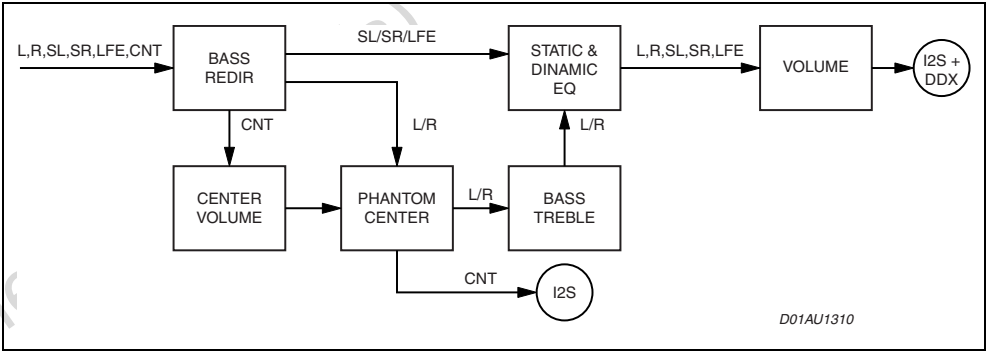 L,R,SL,SR,LFE,CNT
BASS
REDIR
SL/SR/LFE
STATIC &
DINAMIC
EQ
L,R,SL,SR,LFE
VOLUME
I2S +
DDX
CNT
L/R
L/R
CENTER
VOLUME
PHANTOM
CENTER
L/R
BASS
TREBLE
CNT
I2S
D01AU1310